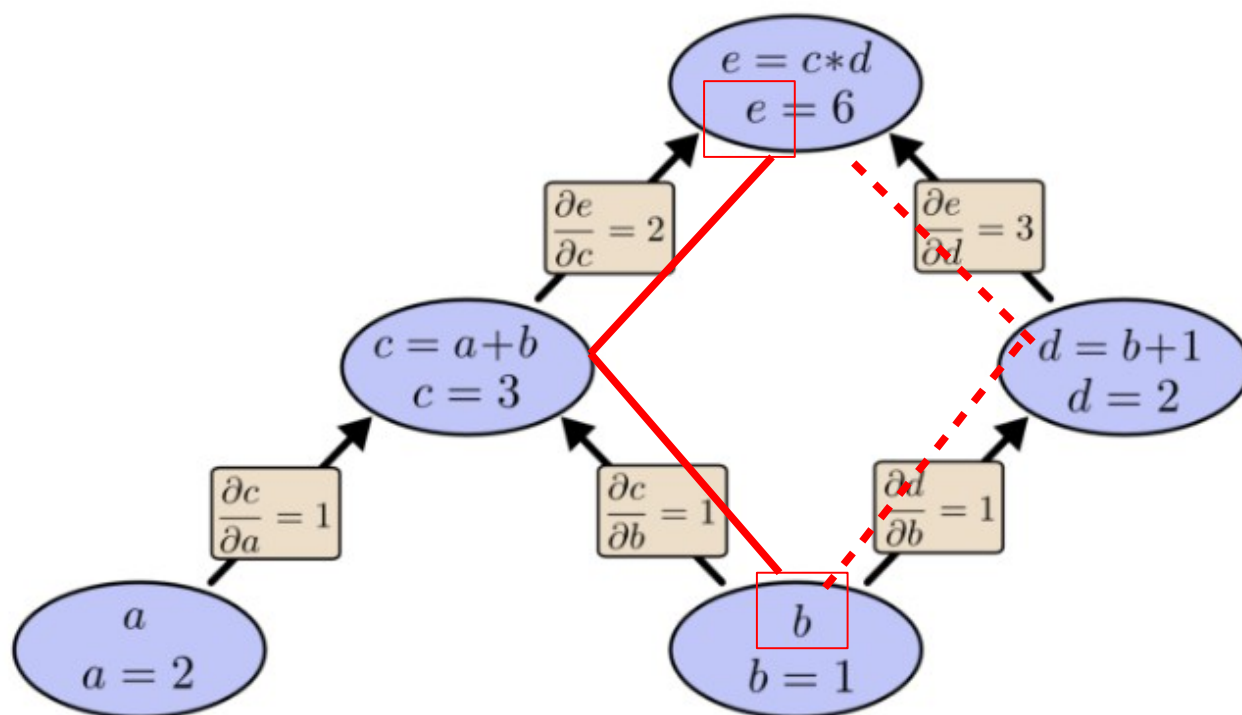 e = c*d
e = 6
∂e/∂c = 2
∂e/∂d = 3
c = a+b
c = 3
d = b+1
d = 2
∂c/∂a = 1
∂c/∂b = 1
∂d/∂b = 1
a
a = 2
b
b = 1